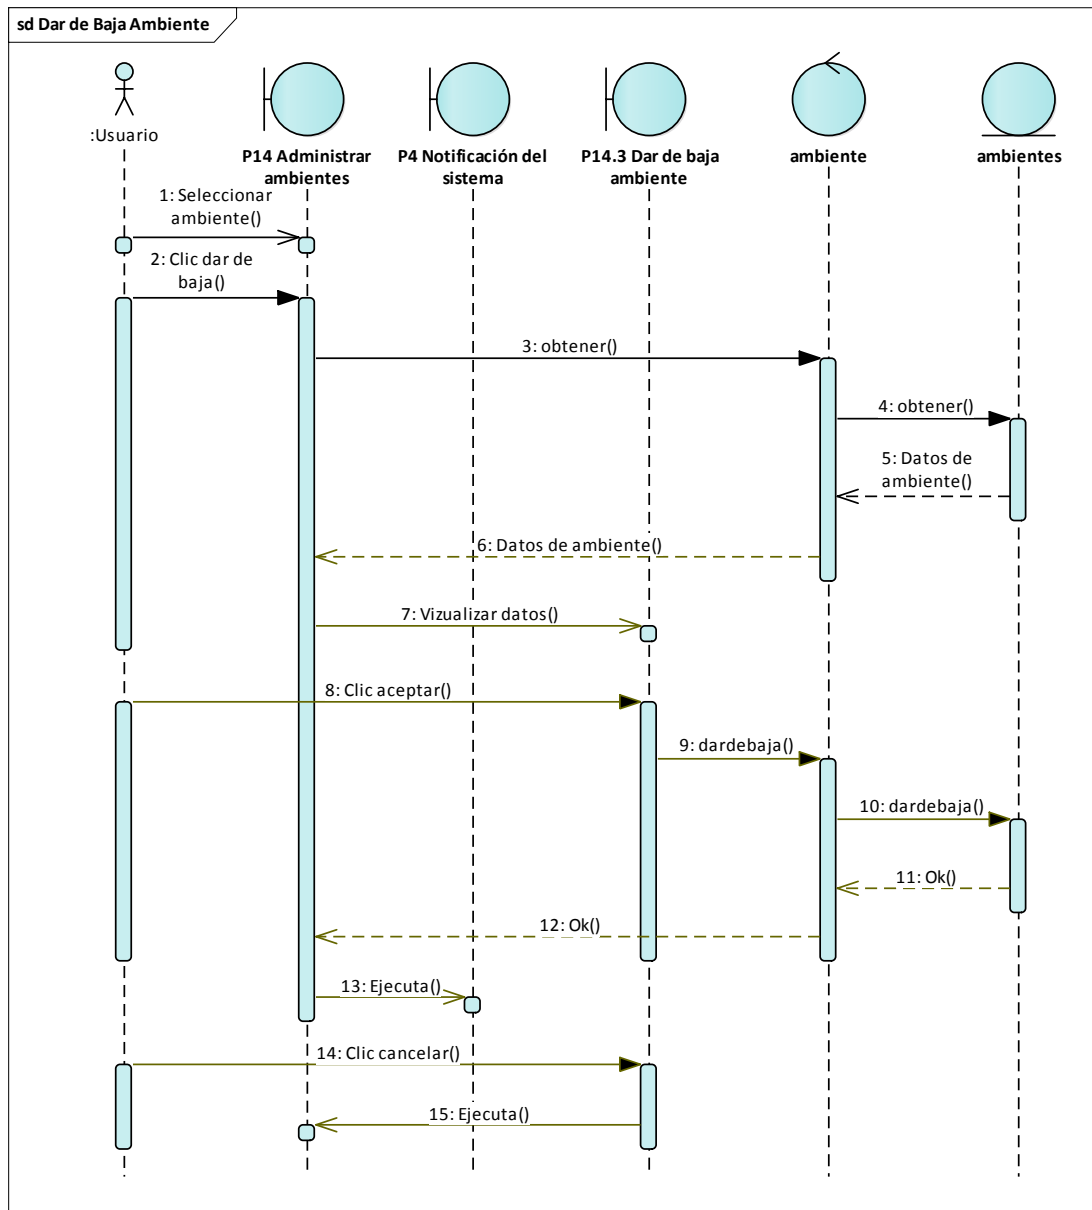 sd Dar de Baja Ambiente
:Usuario
P14 Administrar
ambientes
P4 Notificación del
sistema
P14.3 Dar de baja
ambiente
ambiente
ambientes
1: Seleccionar
ambiente()
2: Clic dar de
baja()
3: obtener()
4: obtener()
5: Datos de
ambiente()
6: Datos de ambiente()
7: Vizualizar datos()
8: Clic aceptar()
9: dardebaja()
10: dardebaja()
11: Ok()
12: Ok()
13: Ejecuta()
14: Clic cancelar()
15: Ejecuta()